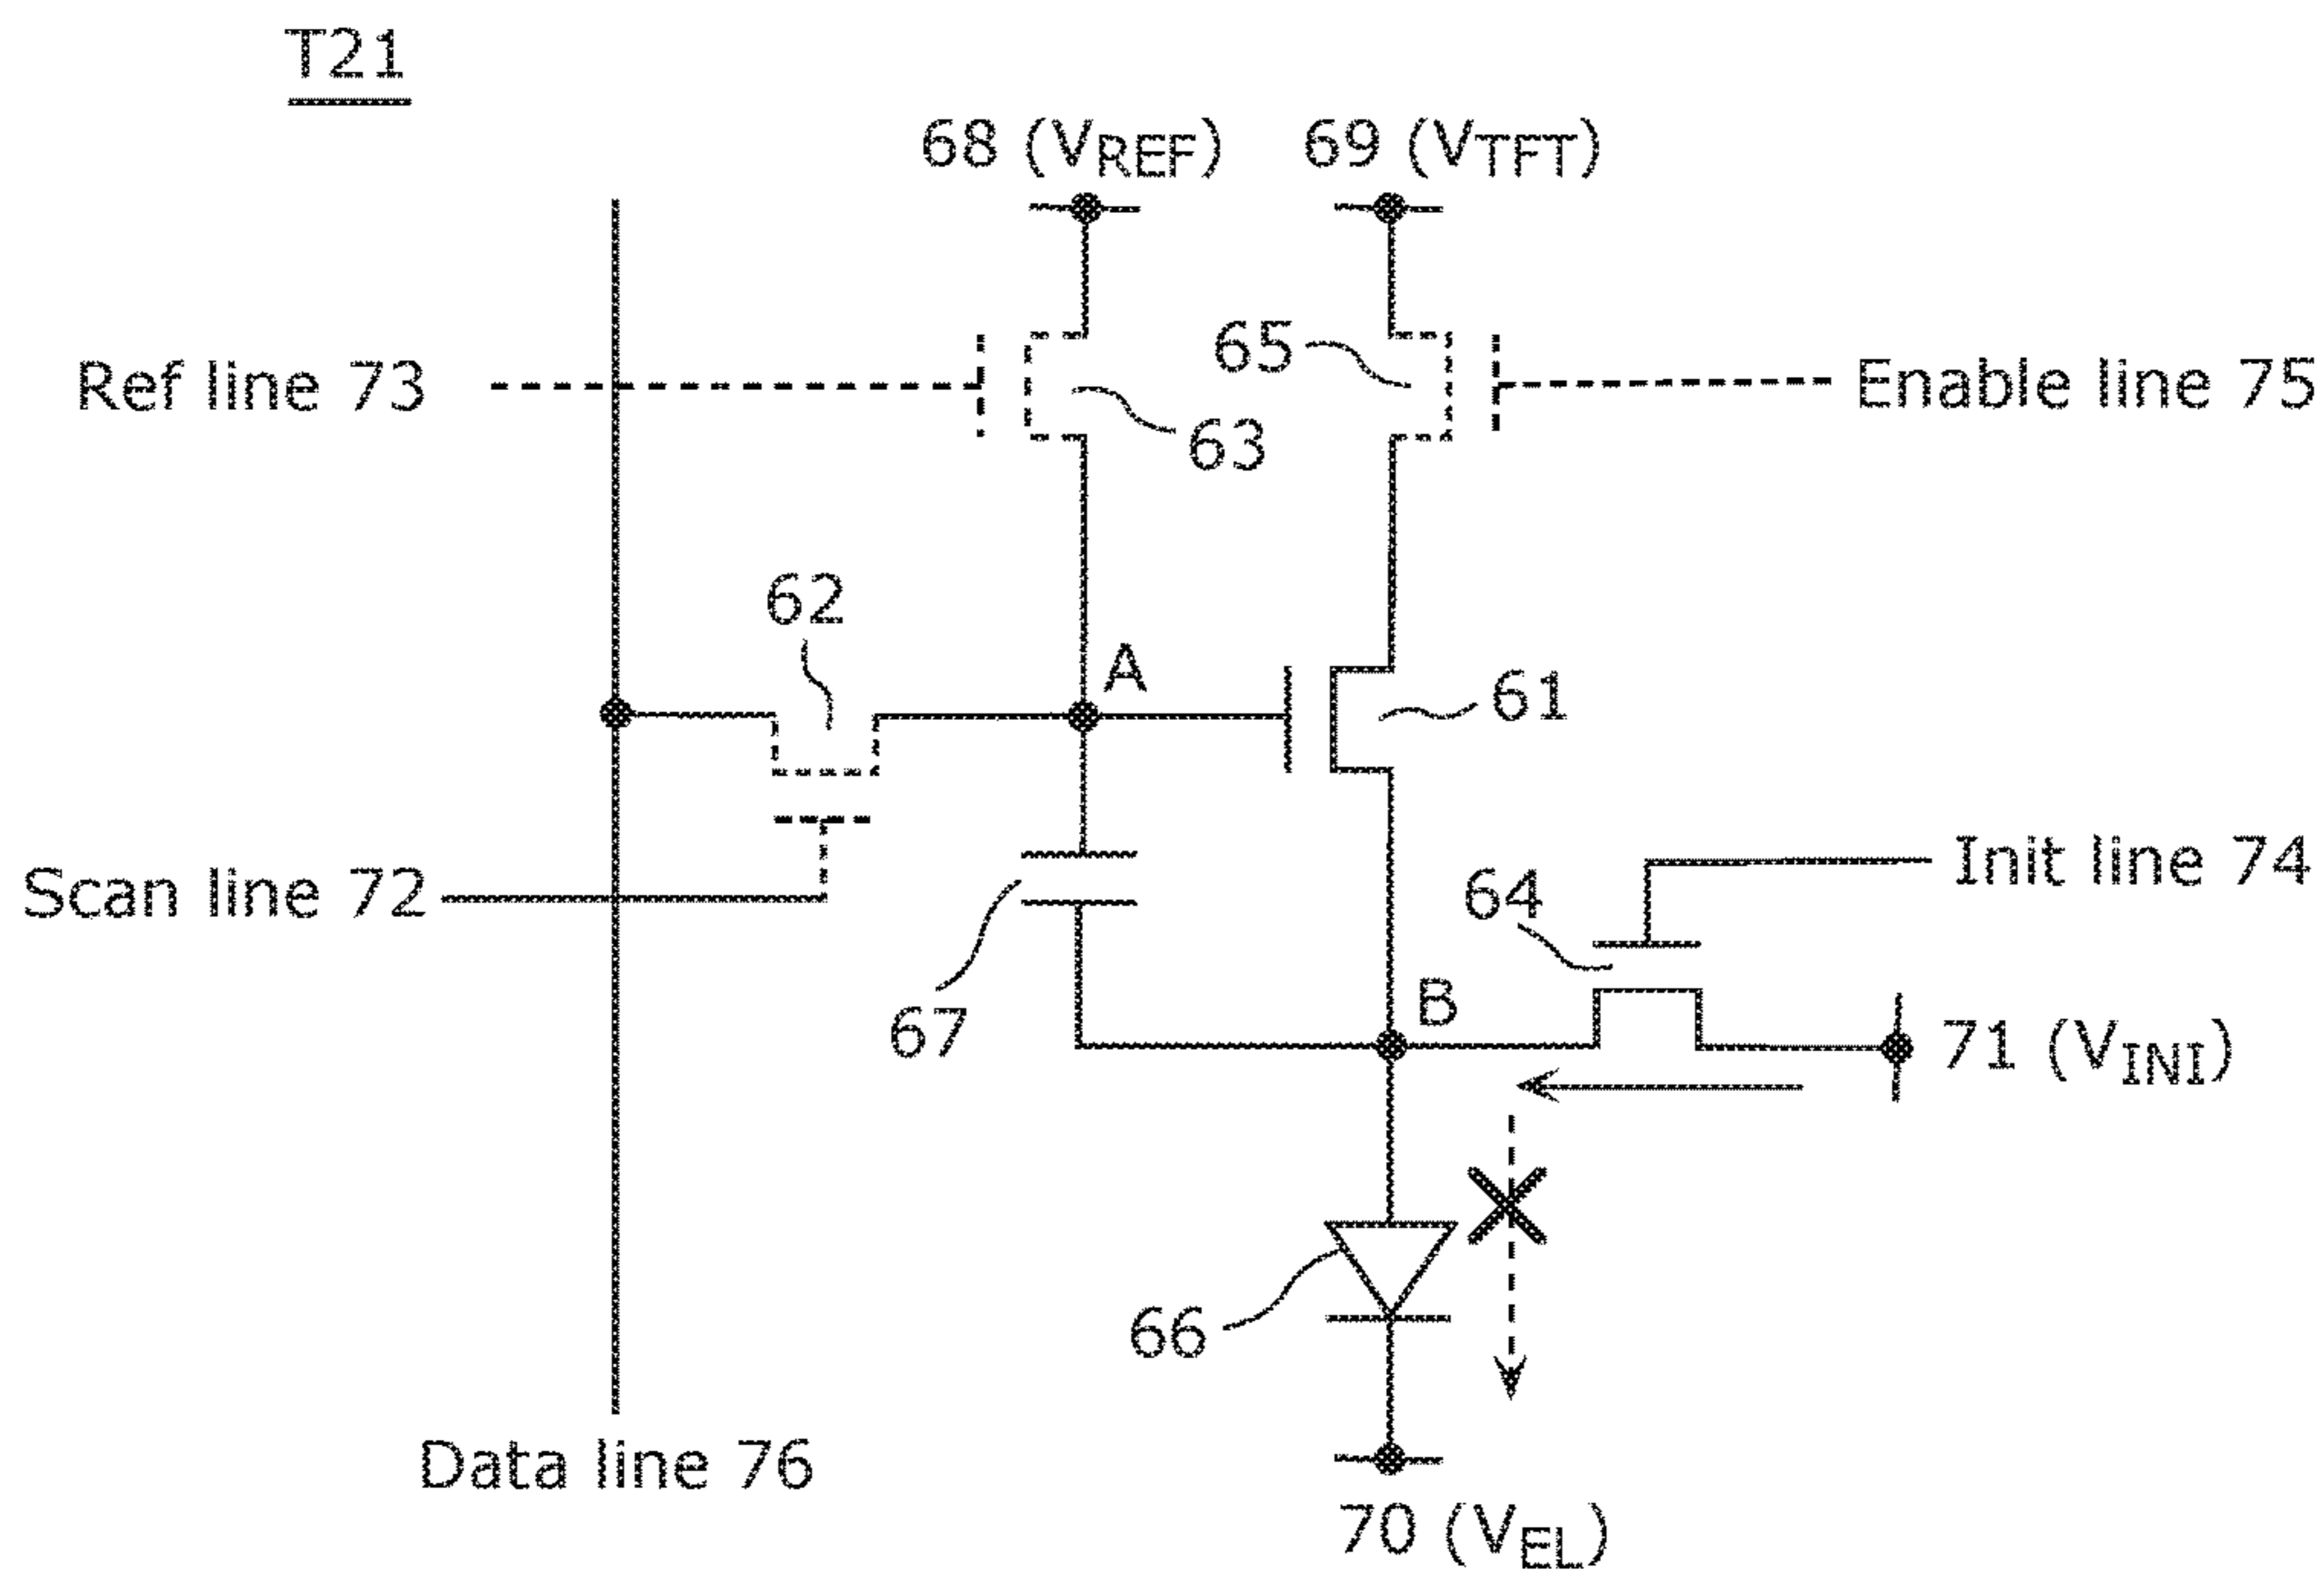 T21
68 (VREF)
69 (VTFT)
Ref line 73
65
63
Enable line 75
62
A
61
Scan line 72
67
64
Init line 74
B
71 (VINI)
66
Data line 76
70 (VEL)